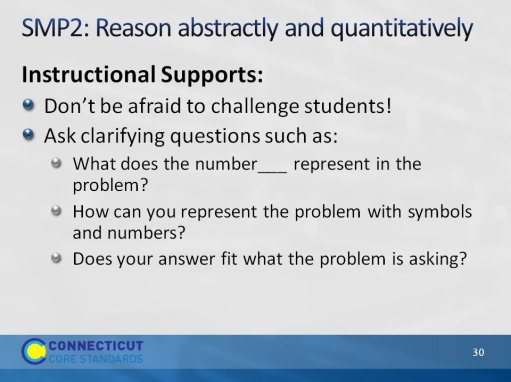 SMP2: Reason abstractly and quantitatively
Instructional Supports:
Don't be afraid to challenge students!
Ask clarifying questions such as:
What does the number___ represent in the
problem?
How can you represent the problem with symbols
and numbers?
Does your answer fit what the problem is asking?
CONNECTICUT
CORE STANDARDS
30